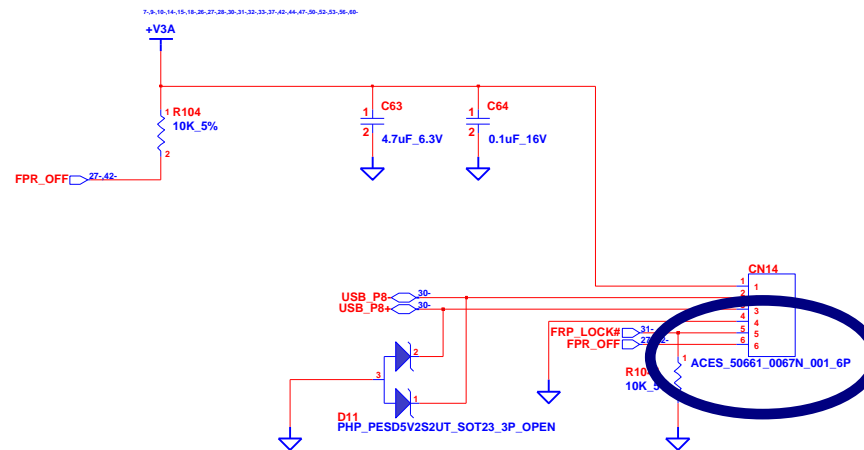 7-,9-,10-,14-,15-,18-,26-,27-,28-,30-,31-,32-,33-,37-,42-,44-,47-,50-,52-,53-,56-,60-
+V3A
1
R104
10K_5%
2
FPR_OFF
27-,42-
1
C63
2
4.7uF_6.3V
1
C64
2
0.1uF_16V
CN14
1 1
2
USB_P8-
30-
USB_P8+
30-
3
4 4
FRP_LOCK#
31-
5 5
FPR_OFF
6 6
ACES_50661_0067N_001_6P
2
3
1
D11
PHP_PESD5V2S2UT_SOT23_3P_OPEN
1